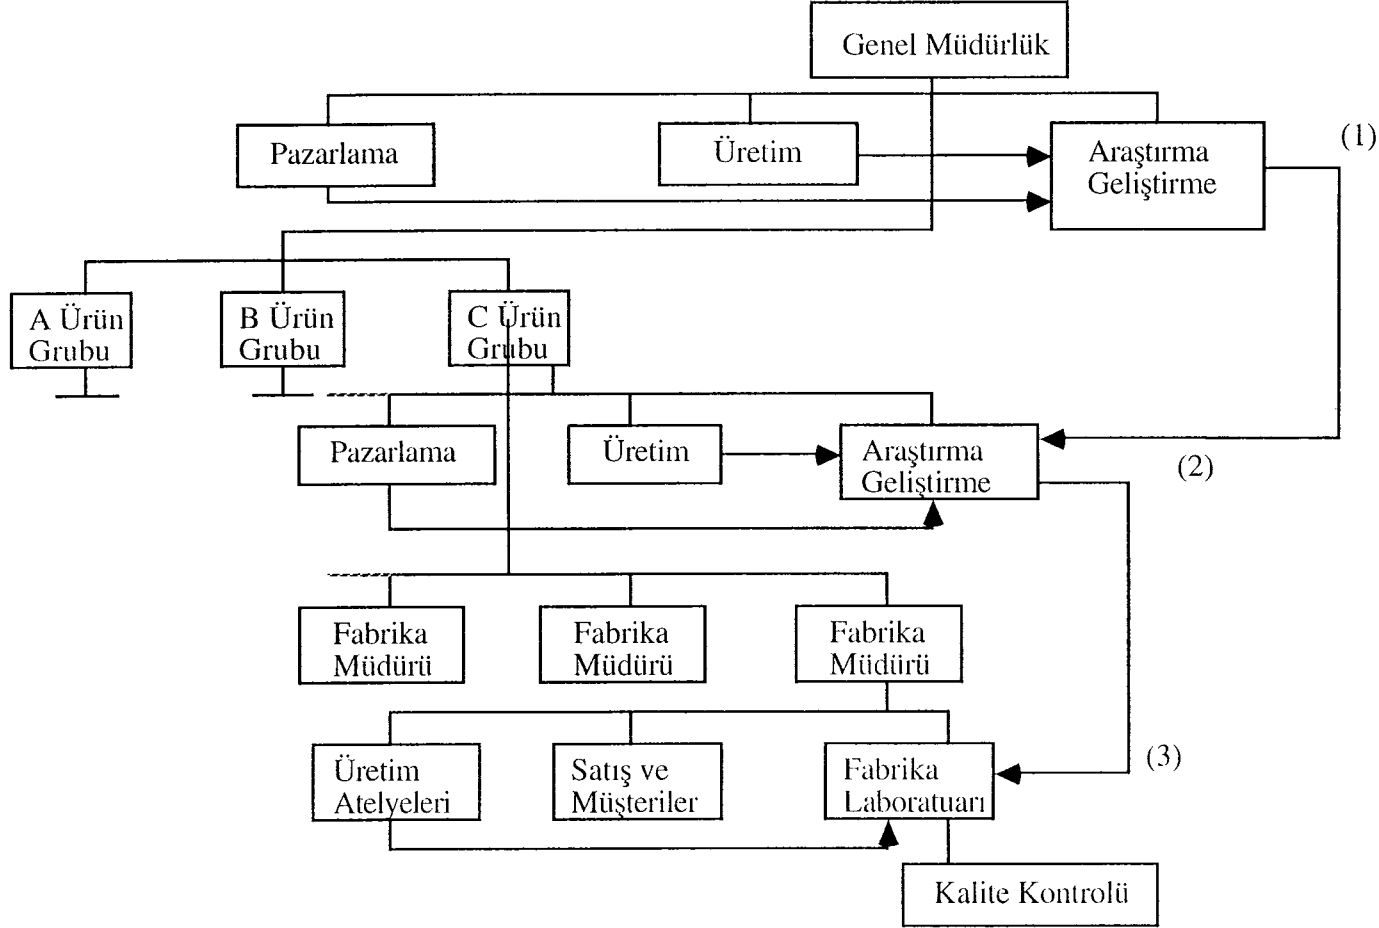 Genel Müdürlük
Pazarlama
Üretim
Araştırma
Geliştirme
(1)
A Ürün
Grubu
B Ürün
Grubu
C Ürün
Grubu
Pazarlama
Üretim
Araştırma
Geliştirme
(2)
Fabrika
Müdürü
Fabrika
Müdürü
Fabrika
Müdürü
Üretim
Atelyeleri
Satış ve
Müşteriler
Fabrika
Laboratuarı
(3)
Kalite Kontrolü